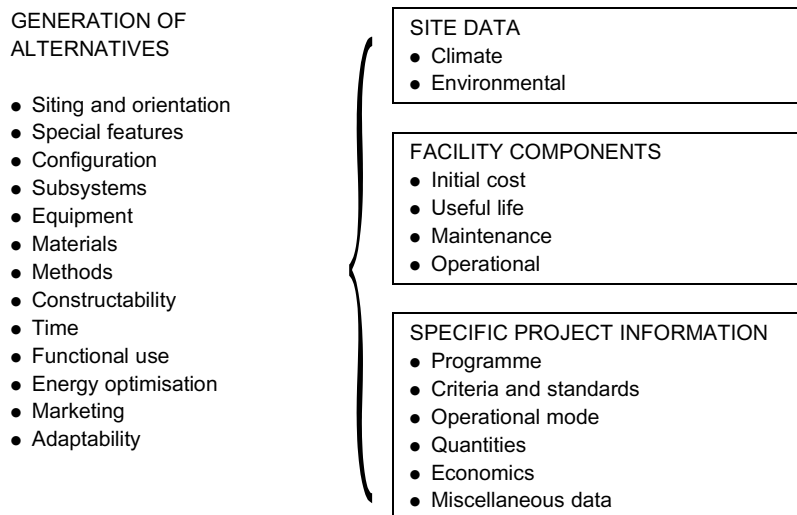 GENERATION OF
ALTERNATIVES
● Siting and orientation
● Special features
● Configuration
● Subsystems
● Equipment
● Materials
● Methods
● Constructability
● Time
● Functional use
● Energy optimisation
● Marketing
● Adaptability
SITE DATA
● Climate
● Environmental
FACILITY COMPONENTS
● Initial cost
● Useful life
● Maintenance
● Operational
SPECIFIC PROJECT INFORMATION
● Programme
● Criteria and standards
● Operational mode
● Quantities
● Economics
● Miscellaneous data